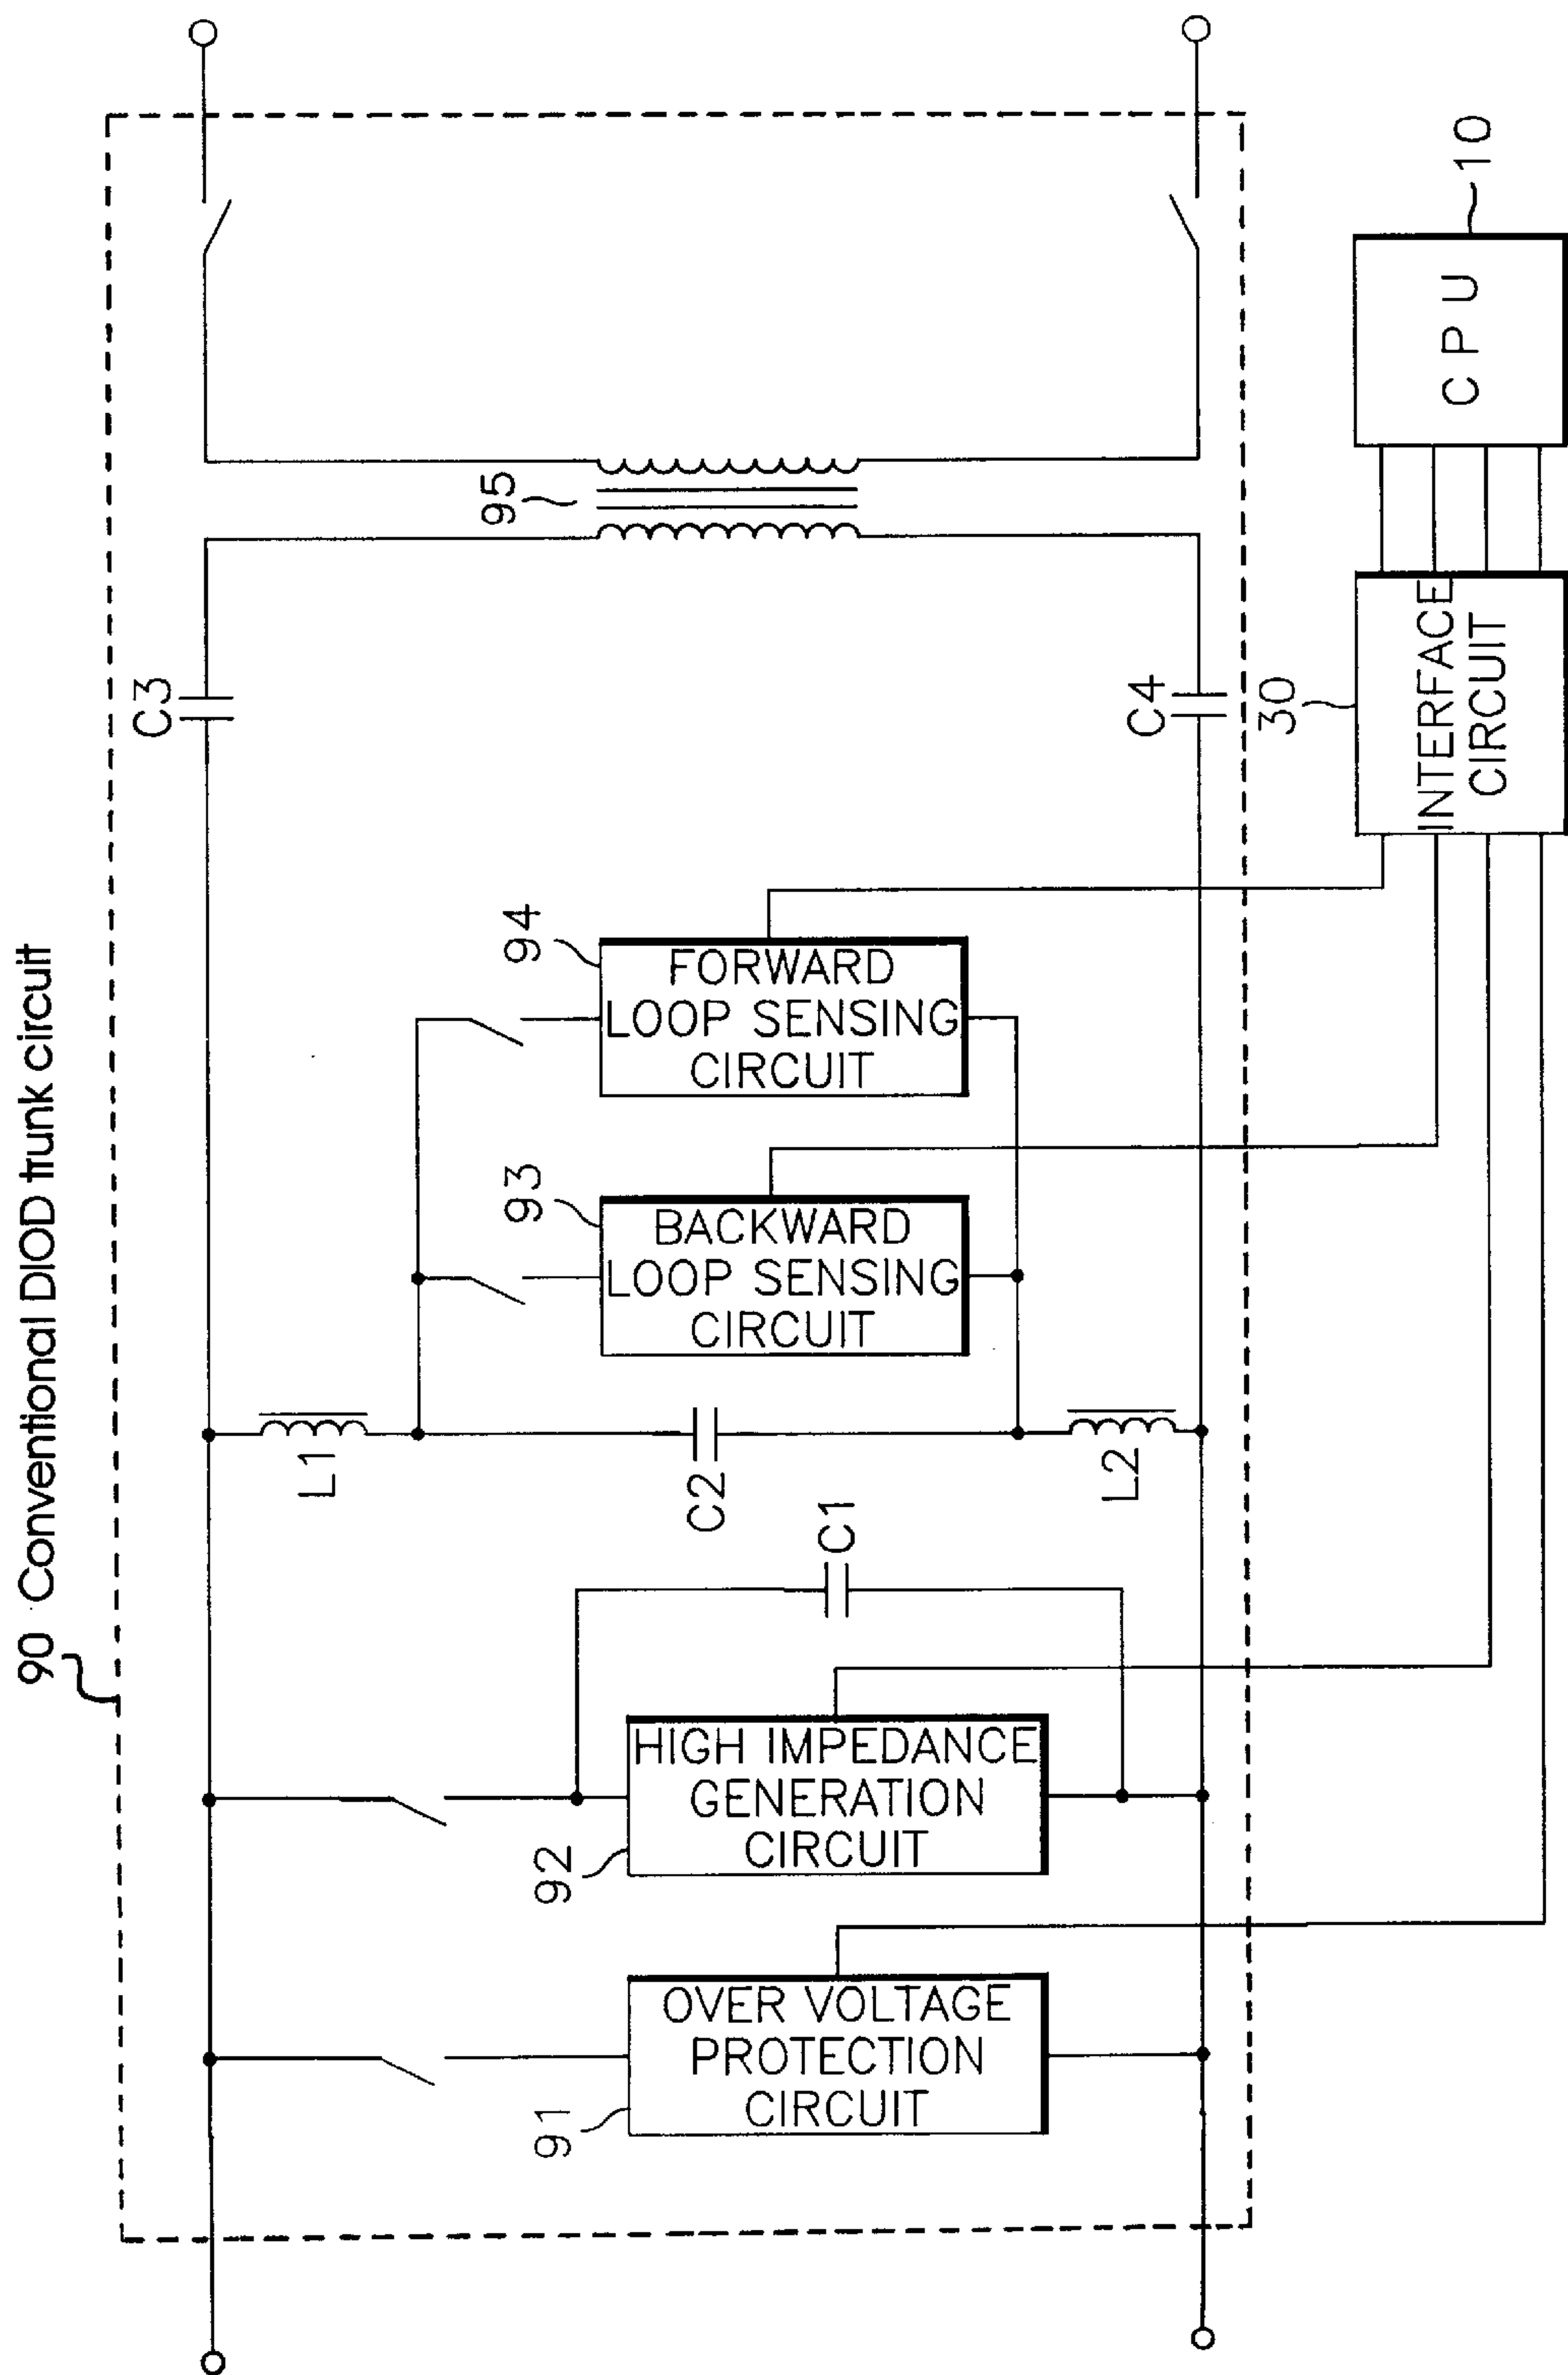 90 Conventional DIOD trunk circuit
C3
95
94
FORWARD
LOOP SENSING
CIRCUIT
93
BACKWARD
LOOP SENSING
CIRCUIT
L1
C2
L2
C1
C4
HIGH IMPEDANCE
GENERATION
CIRCUIT
92
OVER VOLTAGE
PROTECTION
CIRCUIT
91
30
INTERFACE
CIRCUIT
CPU
10